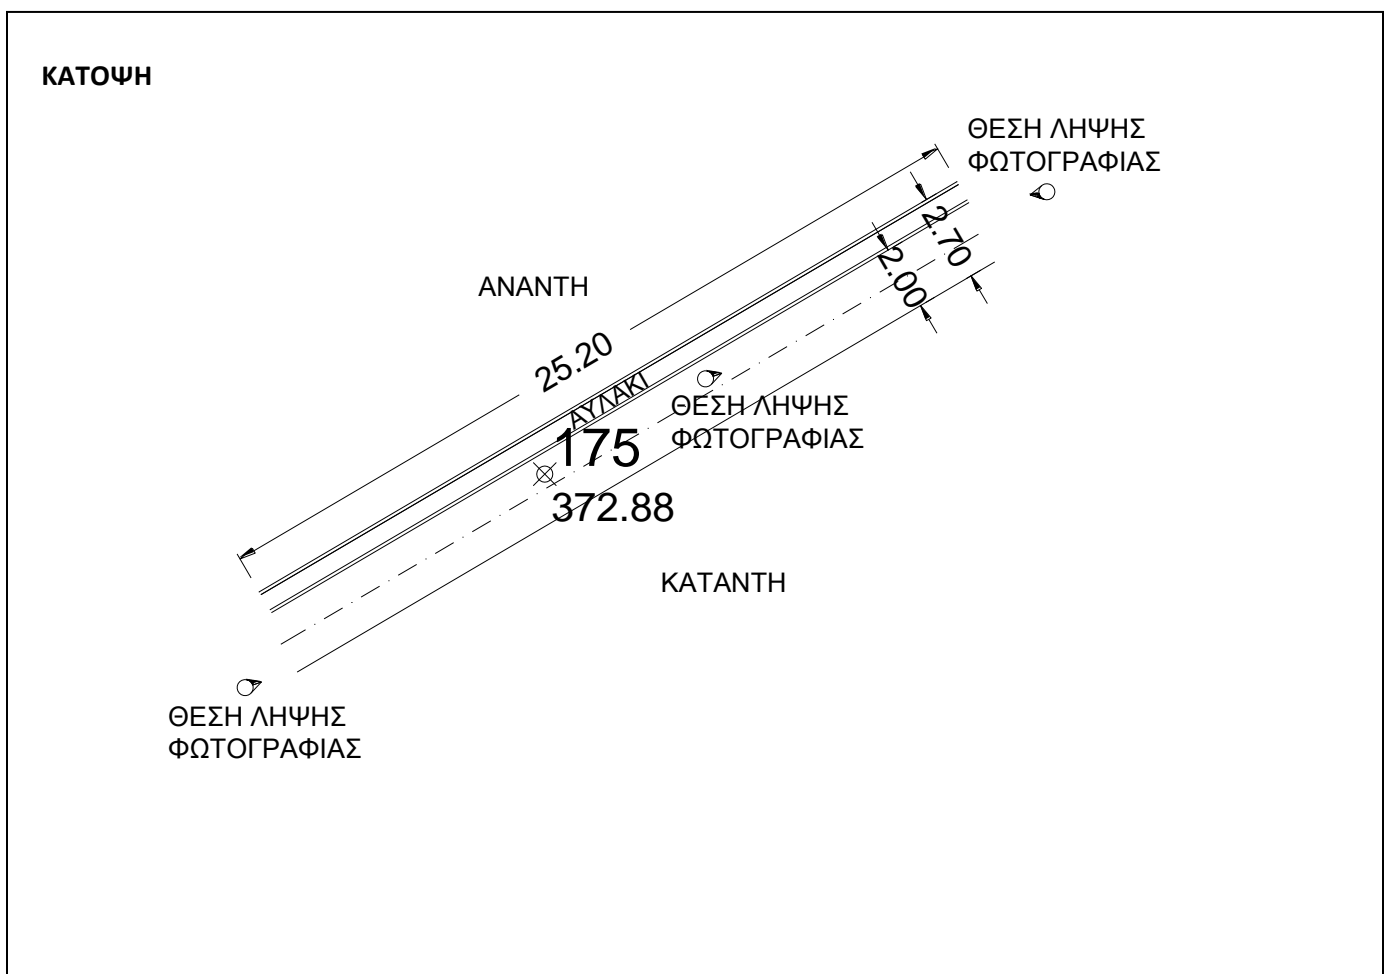 ΚΑΤΟΨΗ
ΘΕΣΗ ΛΗΨΗΣ
ΦΩΤΟΓΡΑΦΙΑΣ
2.70
2.00
ΑΝΑΝΤΗ
25.20
ΑΥΛΑΚΙ
ΘΕΣΗ ΛΗΨΗΣ
ΦΩΤΟΓΡΑΦΙΑΣ
175
372.88
ΚΑΤΑΝΤΗ
ΘΕΣΗ ΛΗΨΗΣ
ΦΩΤΟΓΡΑΦΙΑΣ